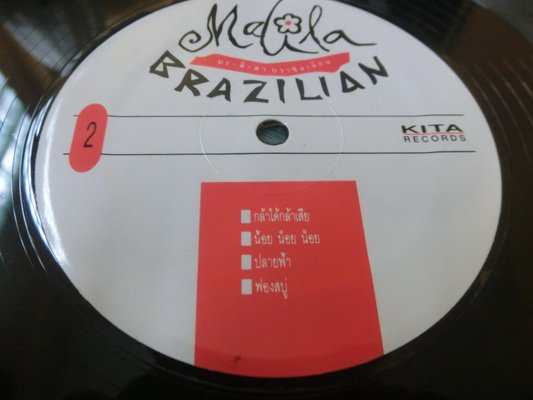 Malila
มะ-ลิ-ลา บราซิลเลี่ยน
BRAZILIAN
2
KITA
RECORDS
กล้าได้กล้าเสีย
น้อย น้อย น้อย
ปลายฟ้า
ฟองสบู่